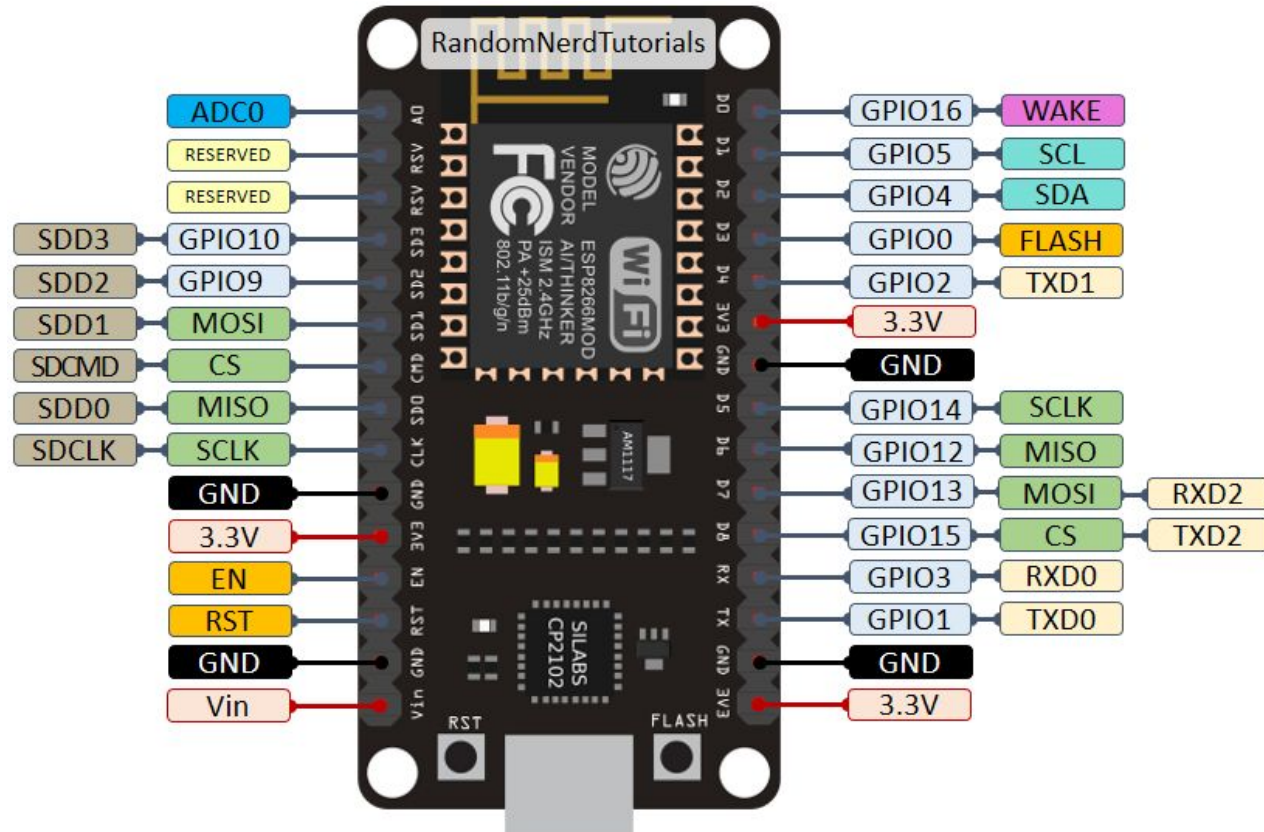 RandomNerdTutorials
ADC0
RESERVED
RESERVED
SDD3 GPIO10
SDD2 GPIO9
SDD1 MOSI
SDCMD CS
SDD0 MISO
SDCLK SCLK
GND
3.3V
EN
RST
GND
Vin
A0
RSV
RSV
SD3
SD2
SD1
CMD
SD0
CLK
GND
3V3
EN
RST
GND
Vin
MODEL
VENDOR
ESP8266MOD
AI/THINKER
ISM 2.4GHz
PA +25dBm
802.11b/g/n
FC
Wi Fi
AM1117
SILABS
CP2102
RST
FLASH
D0
D1
D2
D3
D4
3V3
GND
D5
D6
D7
D8
RX
TX
GND
3V3
GPIO16 WAKE
GPIO5 SCL
GPIO4 SDA
GPIO0 FLASH
GPIO2 TXD1
3.3V
GND
GPIO14 SCLK
GPIO12 MISO
GPIO13 MOSI RXD2
GPIO15 CS TXD2
GPIO3 RXD0
GPIO1 TXD0
GND
3.3V